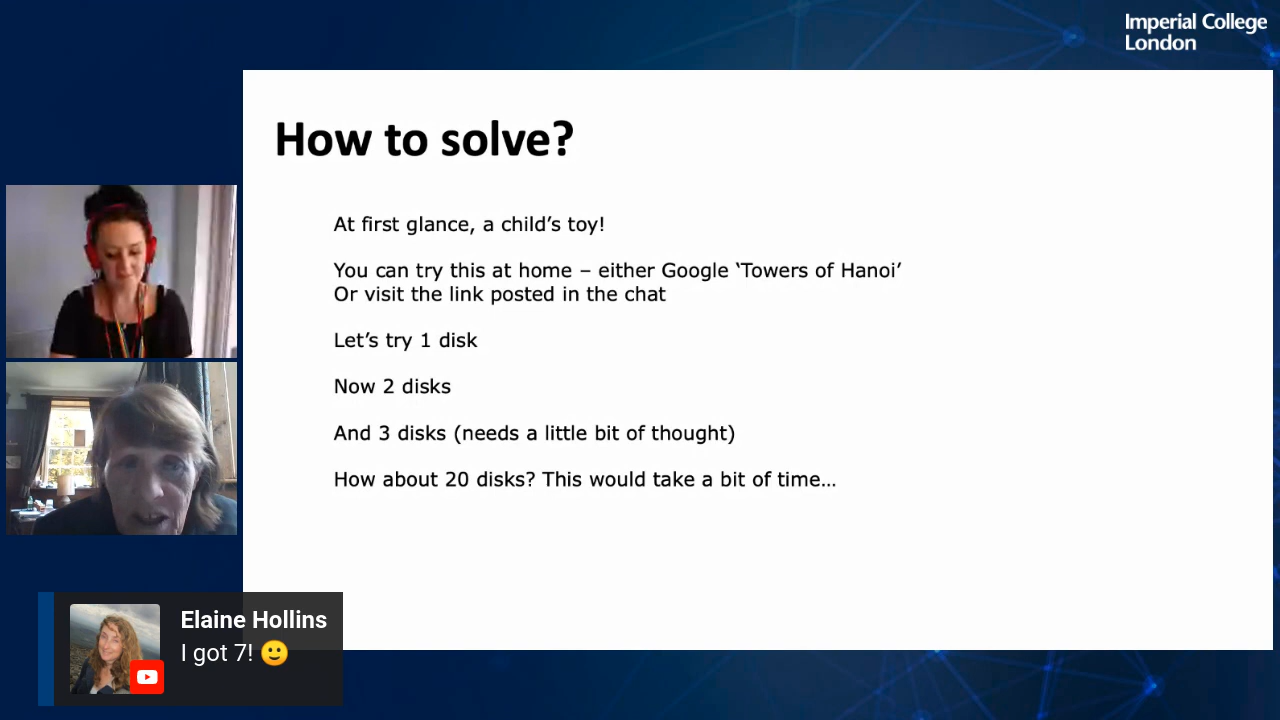 Imperial College
London
How to solve?
At first glance, a child’s toy!
You can try this at home – either Google ‘Towers of Hanoi’
Or visit the link posted in the chat
Let’s try 1 disk
Now 2 disks
And 3 disks (needs a little bit of thought)
How about 20 disks? This would take a bit of time…
Elaine Hollins
I got 7! 🙂